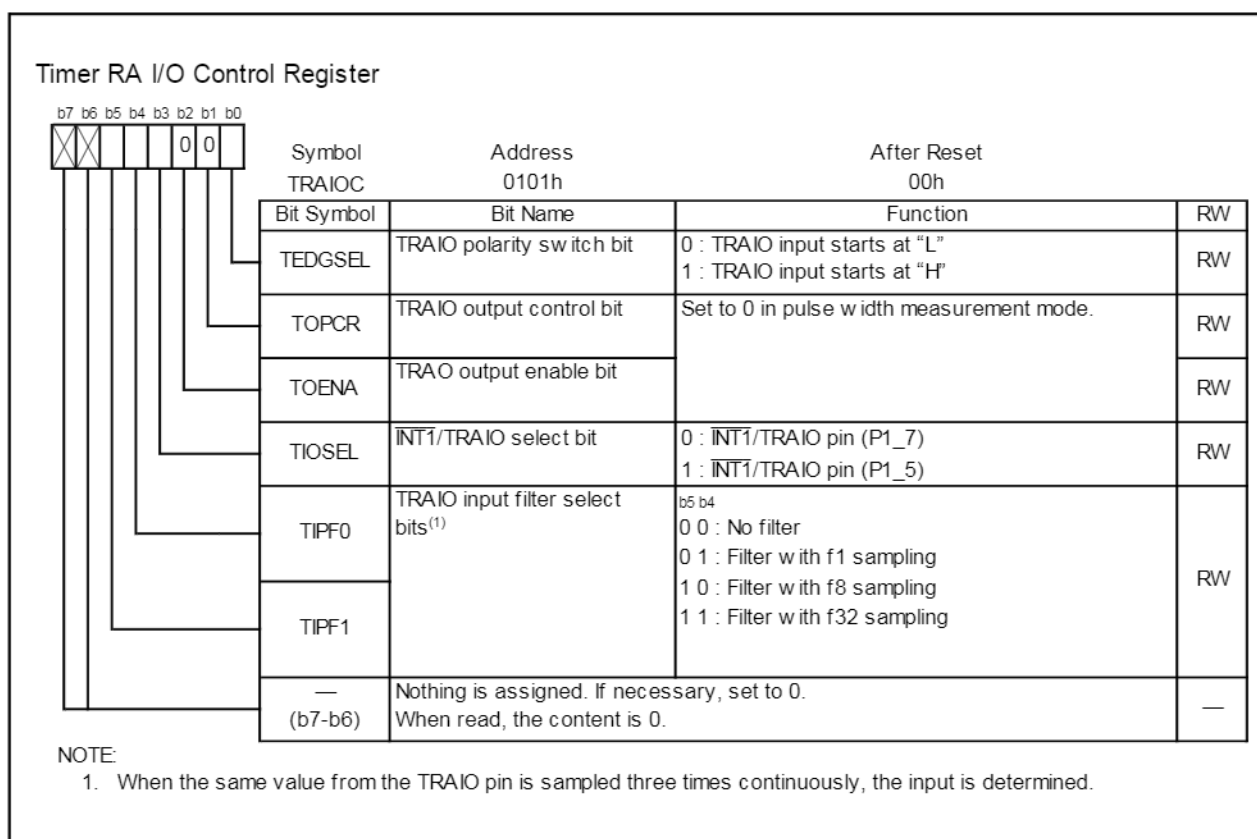 Timer RA I/O Control Register
b7 b6 b5 b4 b3 b2 b1 b0
0 0
Symbol Address After Reset
TRAIOC 0101h 00h
Bit Symbol Bit Name Function RW
TEDGSEL TRAIO polarity switch bit 0 : TRAIO input starts at “L” RW
1 : TRAIO input starts at “H”
TOPCR TRAIO output control bit Set to 0 in pulse width measurement mode. RW
TOENA TRAO output enable bit RW
TIOSEL INT1/TRAIO select bit 0 : INT1/TRAIO pin (P1_7) RW
1 : INT1/TRAIO pin (P1_5)
TIPF0 TRAIO input filter select bits(1) b5 b4
0 0 : No filter
0 1 : Filter with f1 sampling
1 0 : Filter with f8 sampling RW
TIPF1 1 1 : Filter with f32 sampling
— Nothing is assigned. If necessary, set to 0. —
(b7-b6) When read, the content is 0.
NOTE:
1. When the same value from the TRAIO pin is sampled three times continuously, the input is determined.